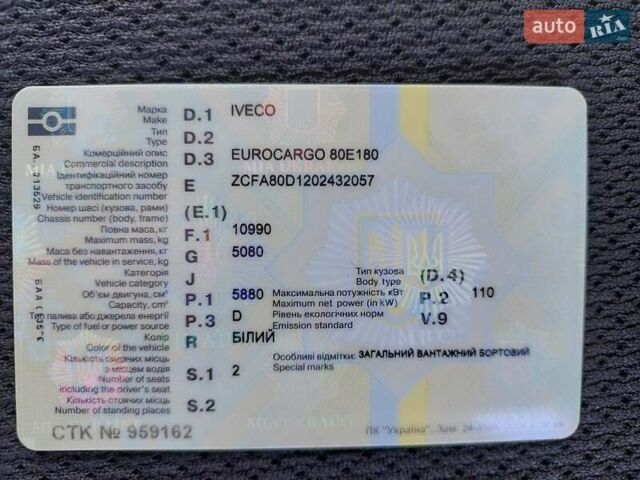 auto RIA
Марка D.1 IVECO
Make
Тип D.2
Type
Комерційний опис D.3 EUROCARGO 80E180
Commercial description
Ідентифікаційний номер
транспортного засобу E ZCFA80D1202432057
Vehicle identification number
Номер шасі (кузова, рами) (E.1)
Chassis number (body, frame)
Повна маса, кг F.1 10990
Maximum mass, kg
Маса без навантаження, кг G 5080
Mass of the vehicle in service, kg
Категорія J Тип кузова (D.4)
Vehicle category Body type
Об'єм двигуна, см³ P.1 5880 Максимальна потужність кВт P.2 110
Capacity, cm³ Maximum net power (in kW)
Тип палива або джерела енергії P.3 D Рівень екологічних норм V.9
Type of fuel or power source Emission standard
Колір R БІЛИЙ
Color of the vehicle
Кількість сидячих місць Особливі відмітки: ЗАГАЛЬНИЙ ВАНТАЖНИЙ БОРТОВИЙ
з місцем водія S.1 2 Special marks
Number of seats
including the driver's seat
Кількість стоячих місць S.2
Number of standing places
СТК № 959162 ПК "Україна". Зам.